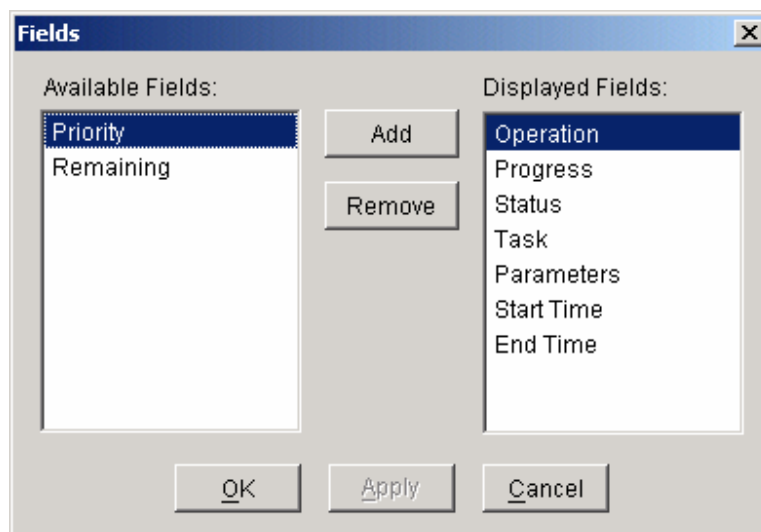 Fields
Available Fields:
Priority
Remaining
Add
Remove
Displayed Fields:
Operation
Progress
Status
Task
Parameters
Start Time
End Time
OK
Apply
Cancel